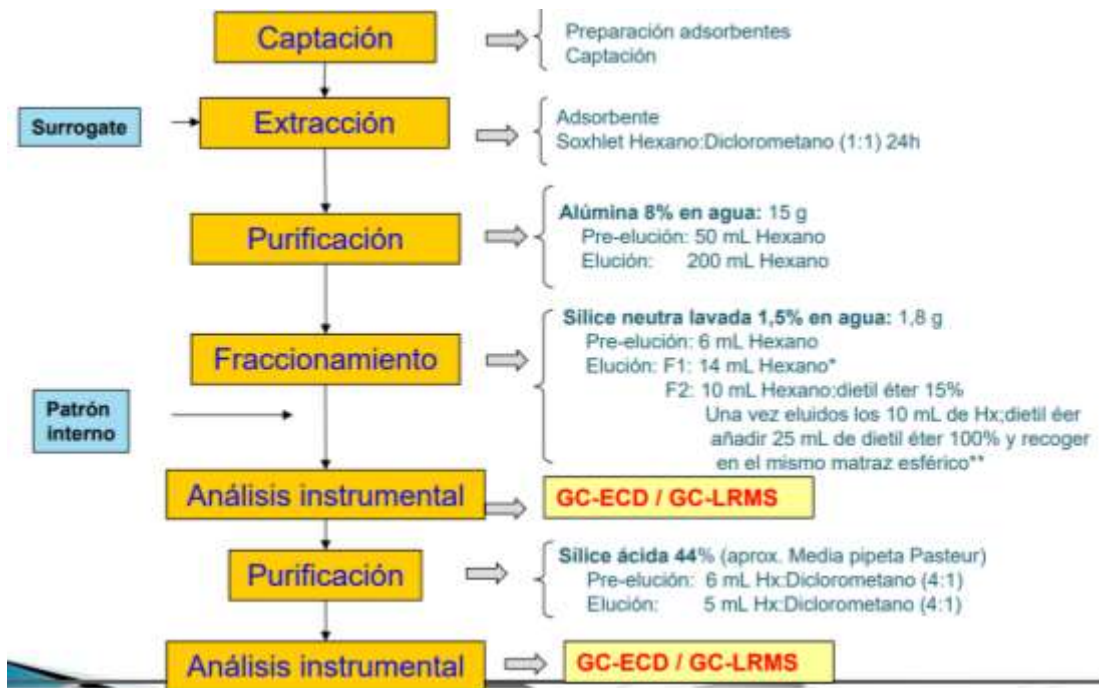 Captación
Preparación adsorbentes
Captación
Surrogate
Extracción
Adsorbente
Soxhlet Hexano:Diclorometano (1:1) 24h
Purificación
Alúmina 8% en agua: 15 g
Pre-elución: 50 mL Hexano
Elución: 200 mL Hexano
Fraccionamiento
Sílice neutra lavada 1,5% en agua: 1,8 g
Pre-elución: 6 mL Hexano
Elución: F1: 14 mL Hexano*
F2: 10 mL Hexano:dietil éter 15%
Una vez eluidos los 10 mL de Hx;dietil éer
añadir 25 mL de dietil éter 100% y recoger
en el mismo matraz esférico**
Patrón
interno
Análisis instrumental
GC-ECD / GC-LRMS
Purificación
Sílice ácida 44% (aprox. Media pipeta Pasteur)
Pre-elución: 6 mL Hx:Diclorometano (4:1)
Elución: 5 mL Hx:Diclorometano (4:1)
Análisis instrumental
GC-ECD / GC-LRMS